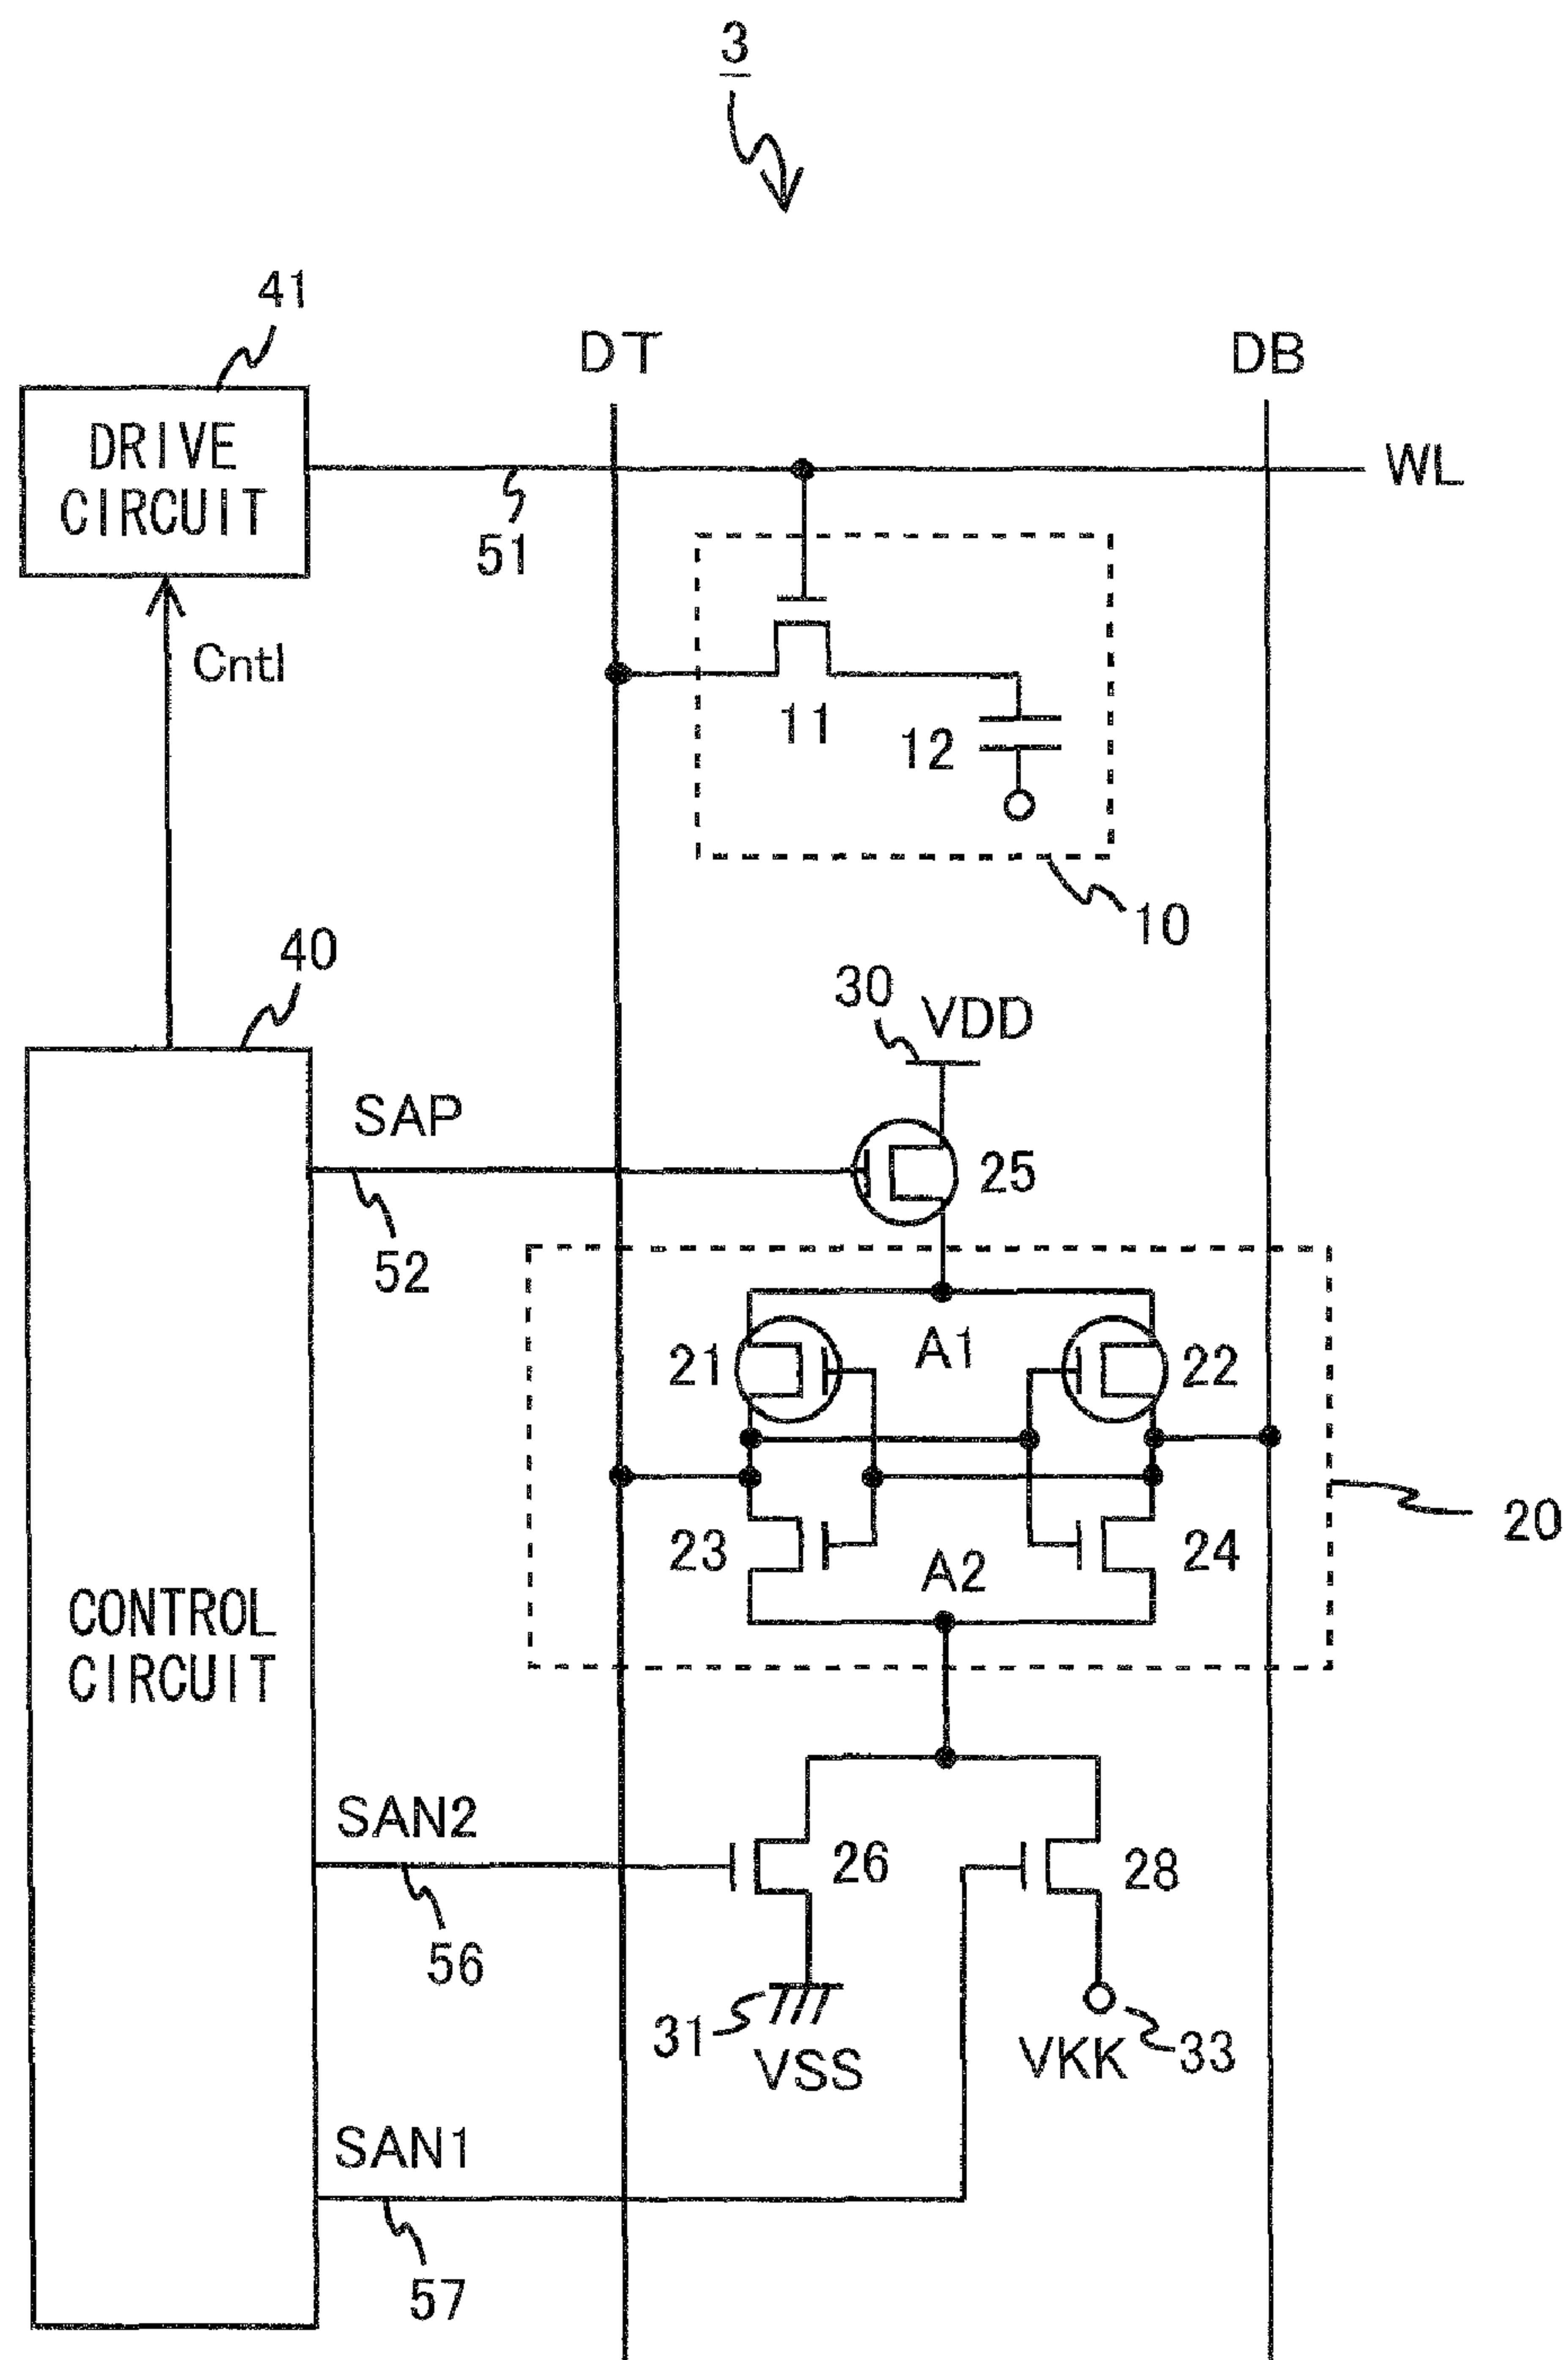 3
41
DT
DB
DRIVE
CIRCUIT
WL
51
Cntl
11
12
10
40
30
VDD
SAP
25
52
21
A1
22
20
23
A2
24
CONTROL
CIRCUIT
SAN2
26
28
56
31
VSS
VKK
33
SAN1
57